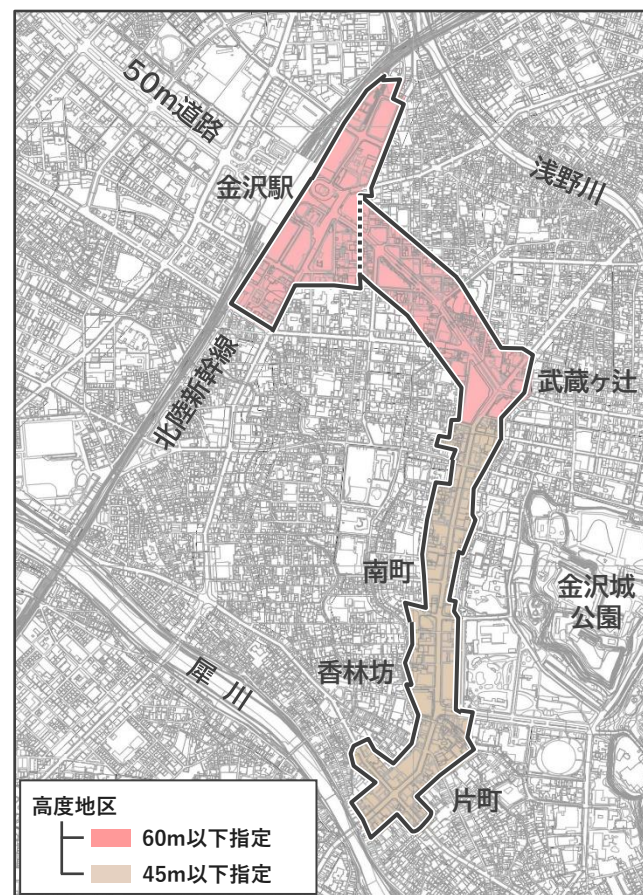 50m道路
金沢駅
浅野川
北陸新幹線
武蔵ヶ辻
南町
金沢城
公園
香林坊
犀川
片町
高度地区
60m以下指定
45m以下指定